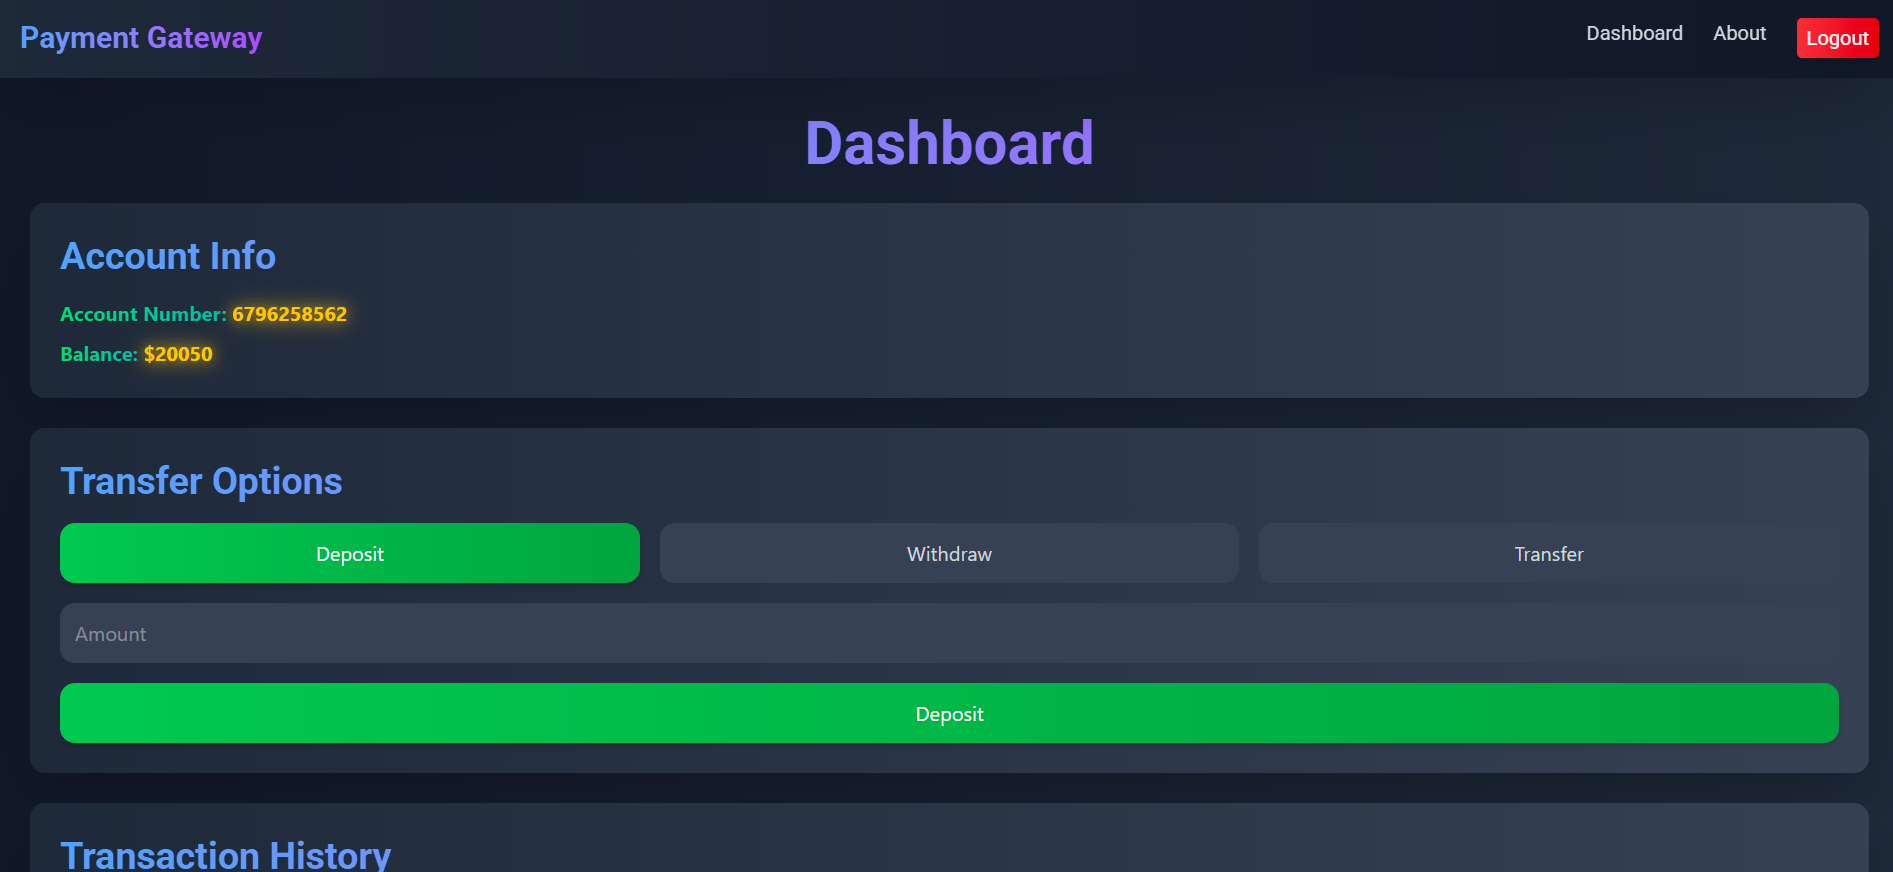 Payment Gateway
Dashboard
About
Logout
Dashboard
Account Info
Account Number: 6796258562
Balance: $20050
Transfer Options
Deposit
Withdraw
Transfer
Amount
Deposit
Transaction History